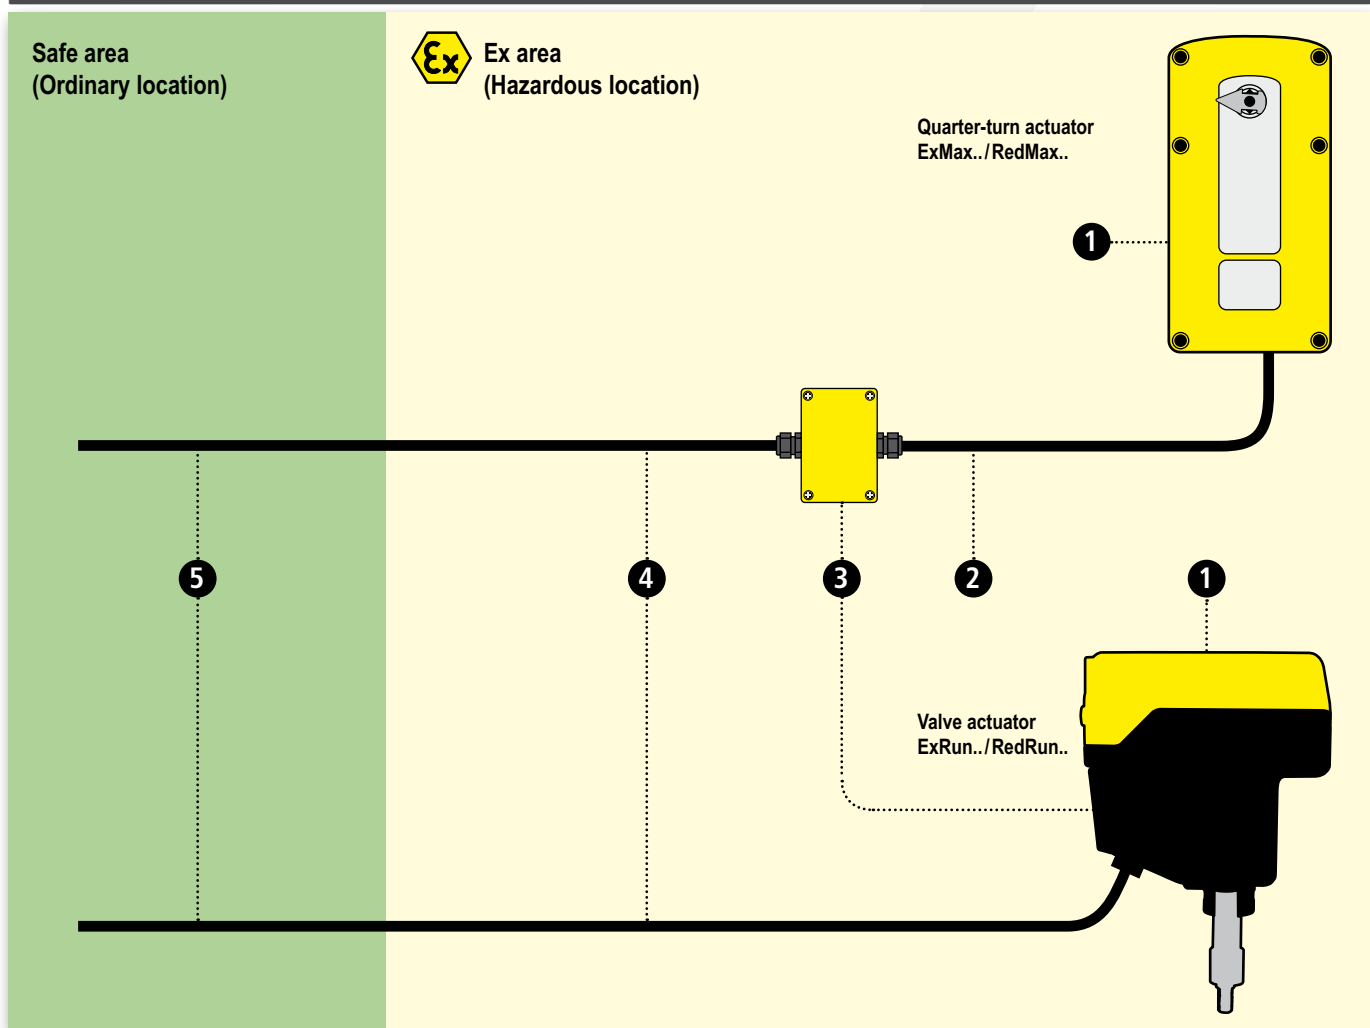 Safe area
(Ordinary location)
Ex
Ex area
(Hazardous location)
Quarter-turn actuator
ExMax../RedMax..
1
5
4
3
2
1
Valve actuator
ExRun../RedRun..